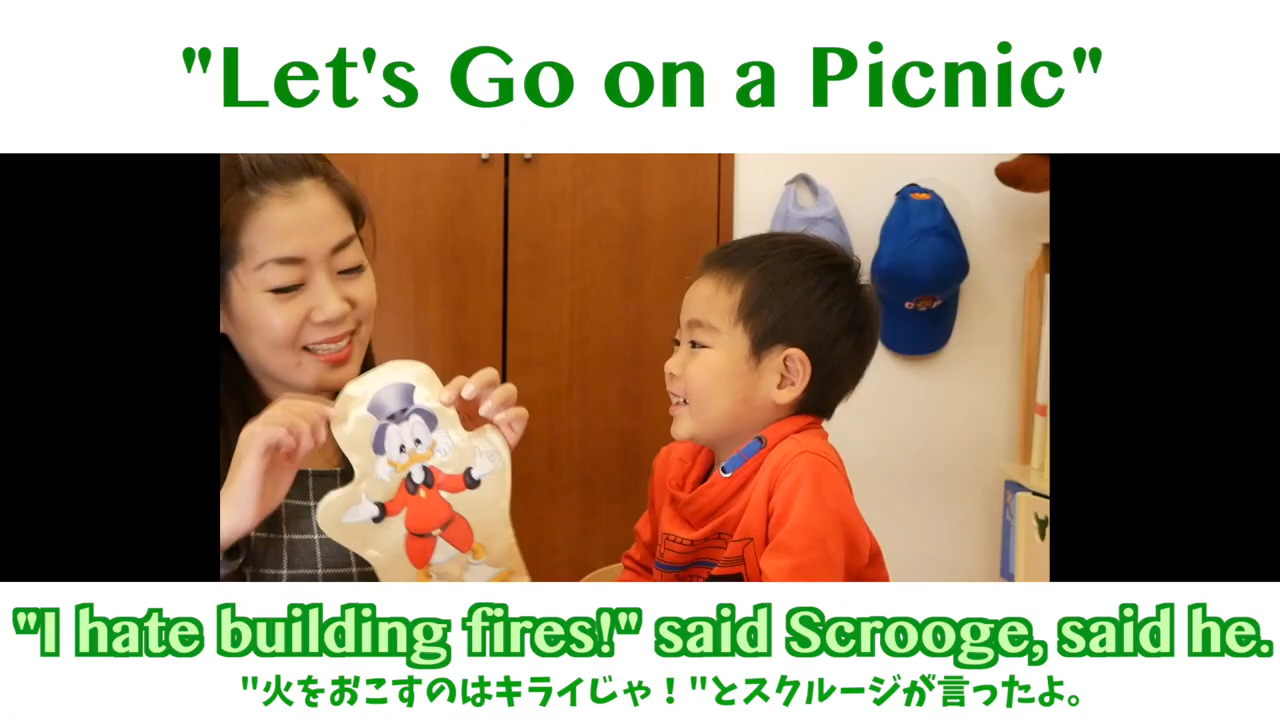 "Let's Go on a Picnic"
"I hate building fires!" said Scrooge, said he.
"火をおこすのはキライじゃ！"とスクルージが言ったよ。